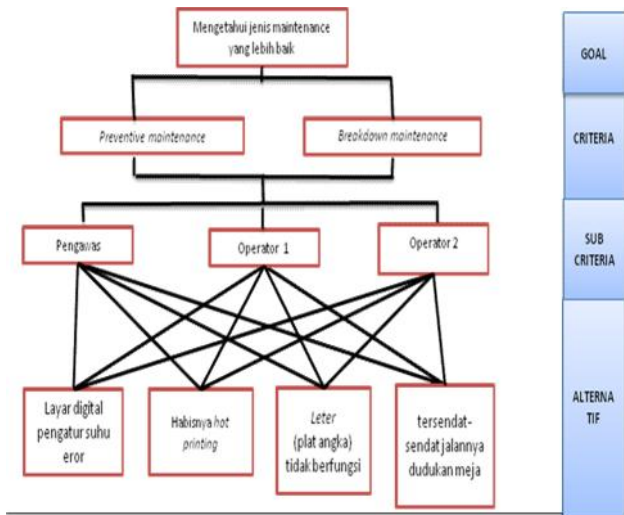 Mengetahui jenis maintenance
yang lebih baik
GOAL
Preventive maintenance
Breakdown maintenance
CRITERIA
Pengawas
Operator 1
Operator 2
SUB
CRITERIA
Layar digital
pengatur suhu
eror
Habisnya hot
printing
Leter
(plat angka)
tidak berfungsi
tersendat-
sendat jalannya
dudukan meja
ALTERNA
TIF